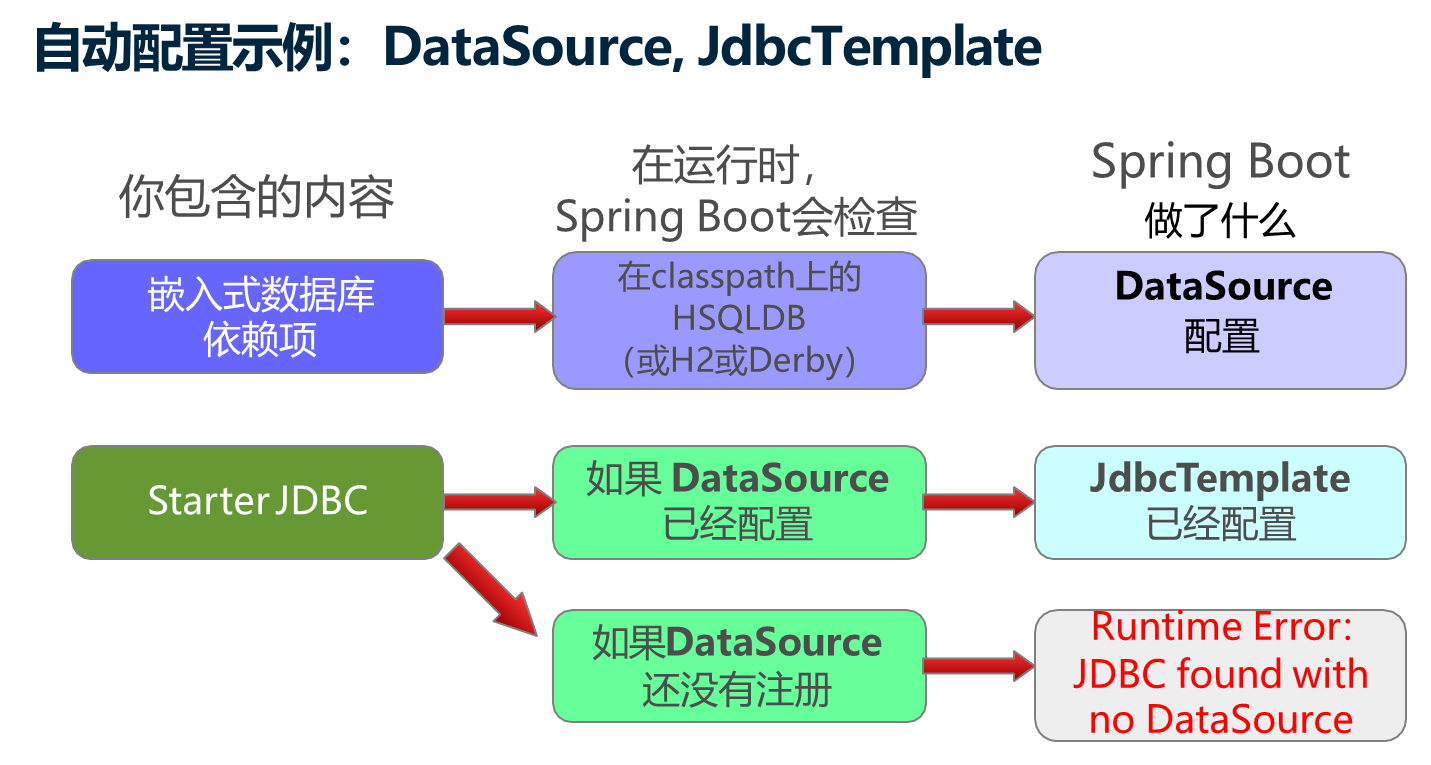 自动配置示例：DataSource, JdbcTemplate
你包含的内容
在运行时，
Spring Boot会检查
Spring Boot
做了什么
嵌入式数据库
依赖项
在classpath上的
HSQLDB
（或H2或Derby）
DataSource
配置
Starter JDBC
如果 DataSource
已经配置
JdbcTemplate
已经配置
如果DataSource
还没有注册
Runtime Error:
JDBC found with
no DataSource